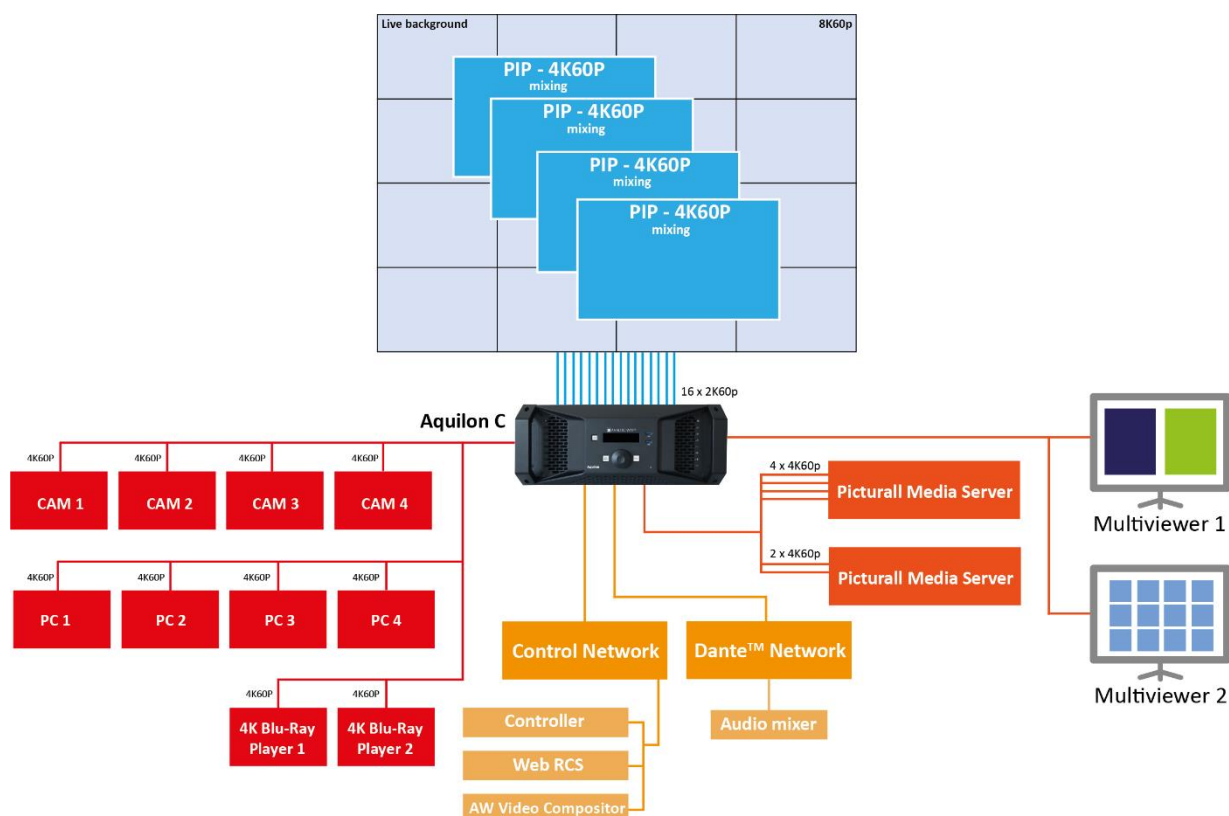 Live background
8K60p
PIP - 4K60P
mixing
PIP - 4K60P
mixing
PIP - 4K60P
mixing
PIP - 4K60P
mixing
16 x 2K60p
Aquilon C
4K60P
4K60P
4K60P
4K60P
CAM 1
CAM 2
CAM 3
CAM 4
4K60P
4K60P
4K60P
4K60P
PC 1
PC 2
PC 3
PC 4
4K60P
4K60P
4K Blu-Ray
Player 1
4K Blu-Ray
Player 2
Control Network
Controller
Web RCS
AW Video Compositor
Dante™ Network
Audio mixer
4 x 4K60p
Picturall Media Server
2 x 4K60p
Picturall Media Server
Multiviewer 1
Multiviewer 2